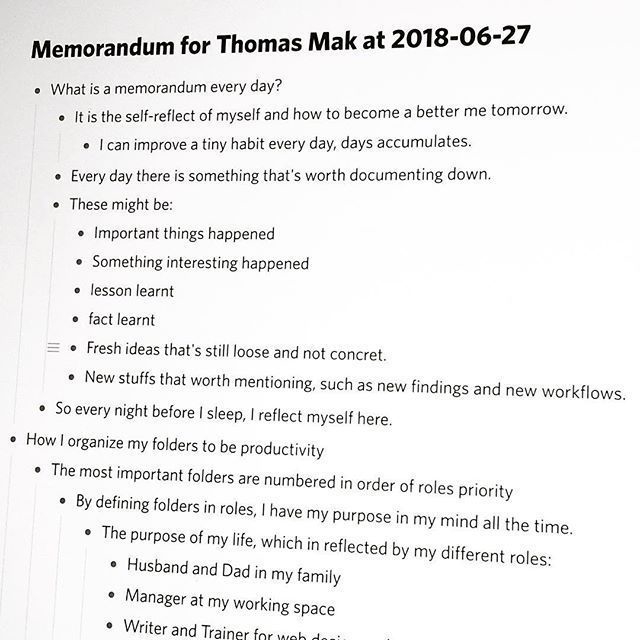 Memorandum for Thomas Mak at 2018-06-27
What is a memorandum every day?
It is the self-reflect of myself and how to become a better me tomorrow.
I can improve a tiny habit every day, days accumulates.
Every day there is something that's worth documenting down.
These might be:
Important things happened
Something interesting happened
lesson learnt
fact learnt
Fresh ideas that's still loose and not concret.
New stuffs that worth mentioning, such as new findings and new workflows.
So every night before I sleep, I reflect myself here.
How I organize my folders to be productivity
The most important folders are numbered in order of roles priority
By defining folders in roles, I have my purpose in my mind all the time.
The purpose of my life, which in reflected by my different roles:
Husband and Dad in my family
Manager at my working space
Writer and Trainer for web